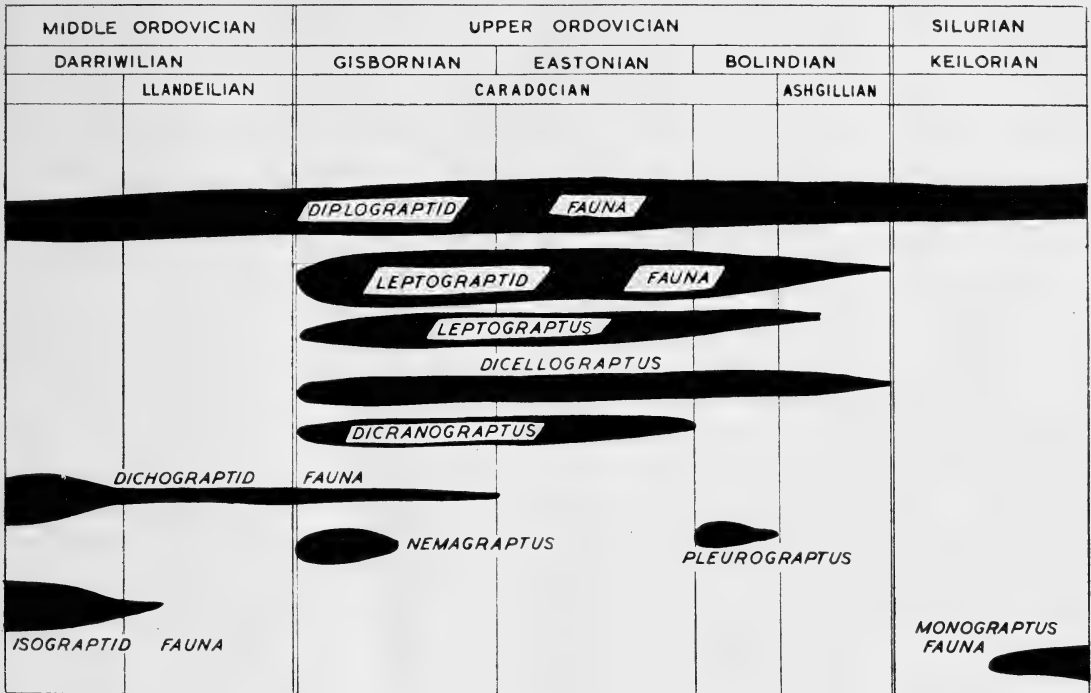 MIDDLE ORDOVICIAN UPPER ORDOVICIAN SILURIAN
DARRIWILIAN GISBORNIAN EASTONIAN BOLINDIAN KEILORIAN
LLANDEILIAN CARADOCIAN ASHGILLIAN
DIPLOGRAPTID FAUNA
LEPTOGRAPTID FAUNA
LEPTOGRAPTUS
DICELLOGRAPTUS
DICRANOGRAPTUS
DICHOGRAPTID FAUNA
NEMAGRAPTUS
PLEUROGRAPTUS
ISOGRAPTID FAUNA
MONOGRAPTUS
FAUNA